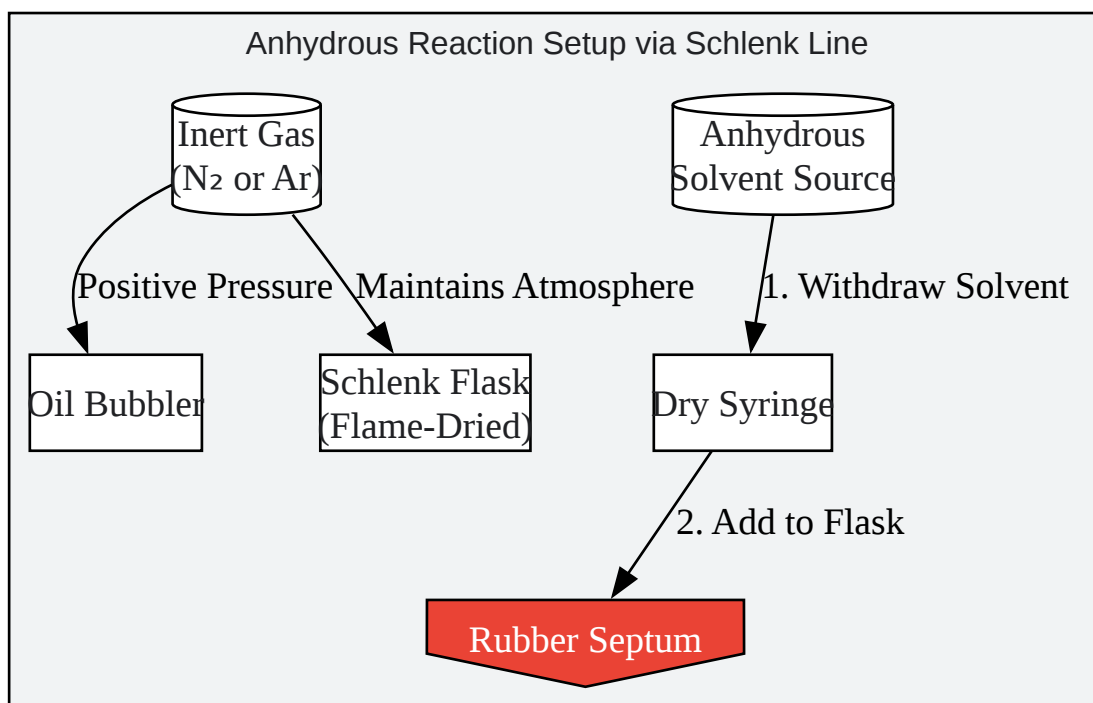 Anhydrous Reaction Setup via Schlenk Line
Inert Gas
(N₂ or Ar)
Anhydrous
Solvent Source
Positive Pressure
Maintains Atmosphere
1. Withdraw Solvent
Oil Bubbler
Schlenk Flask
(Flame-Dried)
Dry Syringe
2. Add to Flask
Rubber Septum